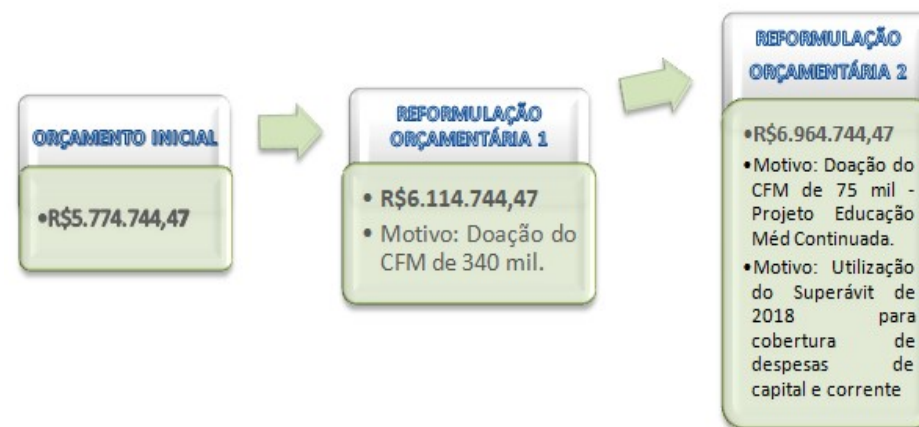 ORÇAMENTO INICIAL
•R$5.774.744,47
REFORMULAÇÃO
ORÇAMENTÁRIA 1
• R$6.114.744,47
• Motivo: Doação do
CFM de 340 mil.
REFORMULAÇÃO
ORÇAMENTÁRIA 2
•R$6.964.744,47
•Motivo: Doação do
CFM de 75 mil -
Projeto Educação
Méd Continuada.
•Motivo: Utilização
do Superávit de
2018 para
cobertura de
despesas de
capital e corrente